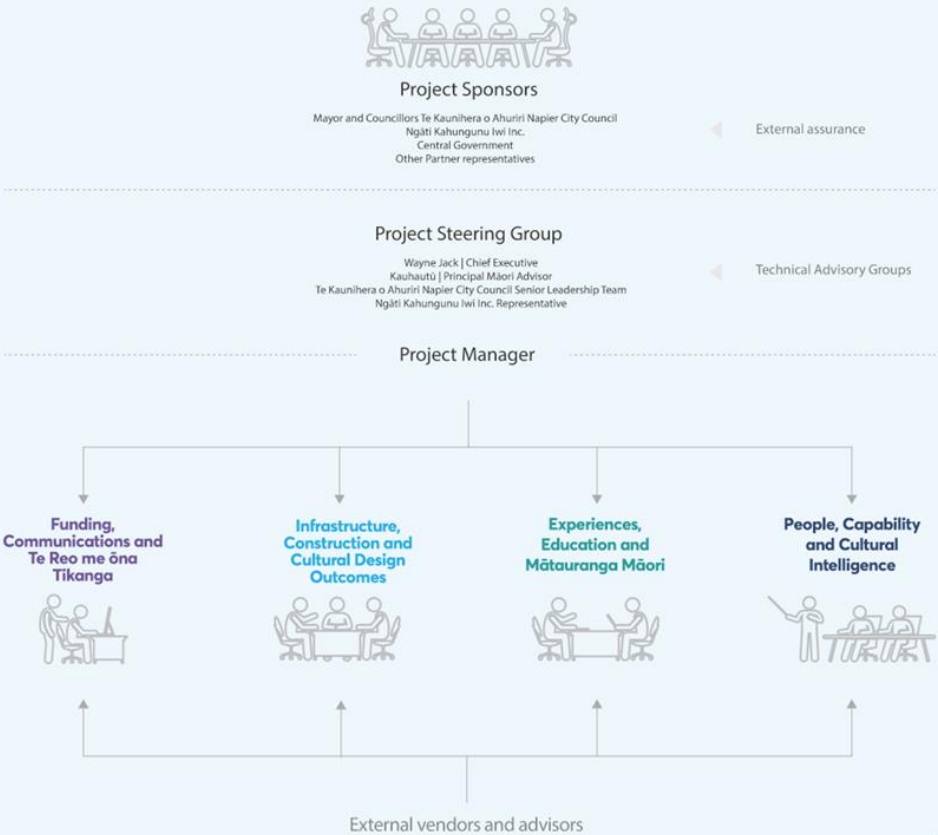 Project Sponsors
Mayor and Councillors Te Kaunihera o Ahuriri Napier City Council
Ngāti Kahungunu Iwi Inc.
Central Government
Other Partner representatives
External assurance
Project Steering Group
Wayne Jack | Chief Executive
Kauhautū | Principal Māori Advisor
Te Kaunihera o Ahuriri Napier City Council Senior Leadership Team
Ngāti Kahungunu Iwi Inc. Representative
Technical Advisory Groups
Project Manager
Funding,
Communications and
Te Reo me ōna
Tikanga
Infrastructure,
Construction and
Cultural Design
Outcomes
Experiences,
Education and
Mātauranga Māori
People, Capability
and Cultural
Intelligence
External vendors and advisors